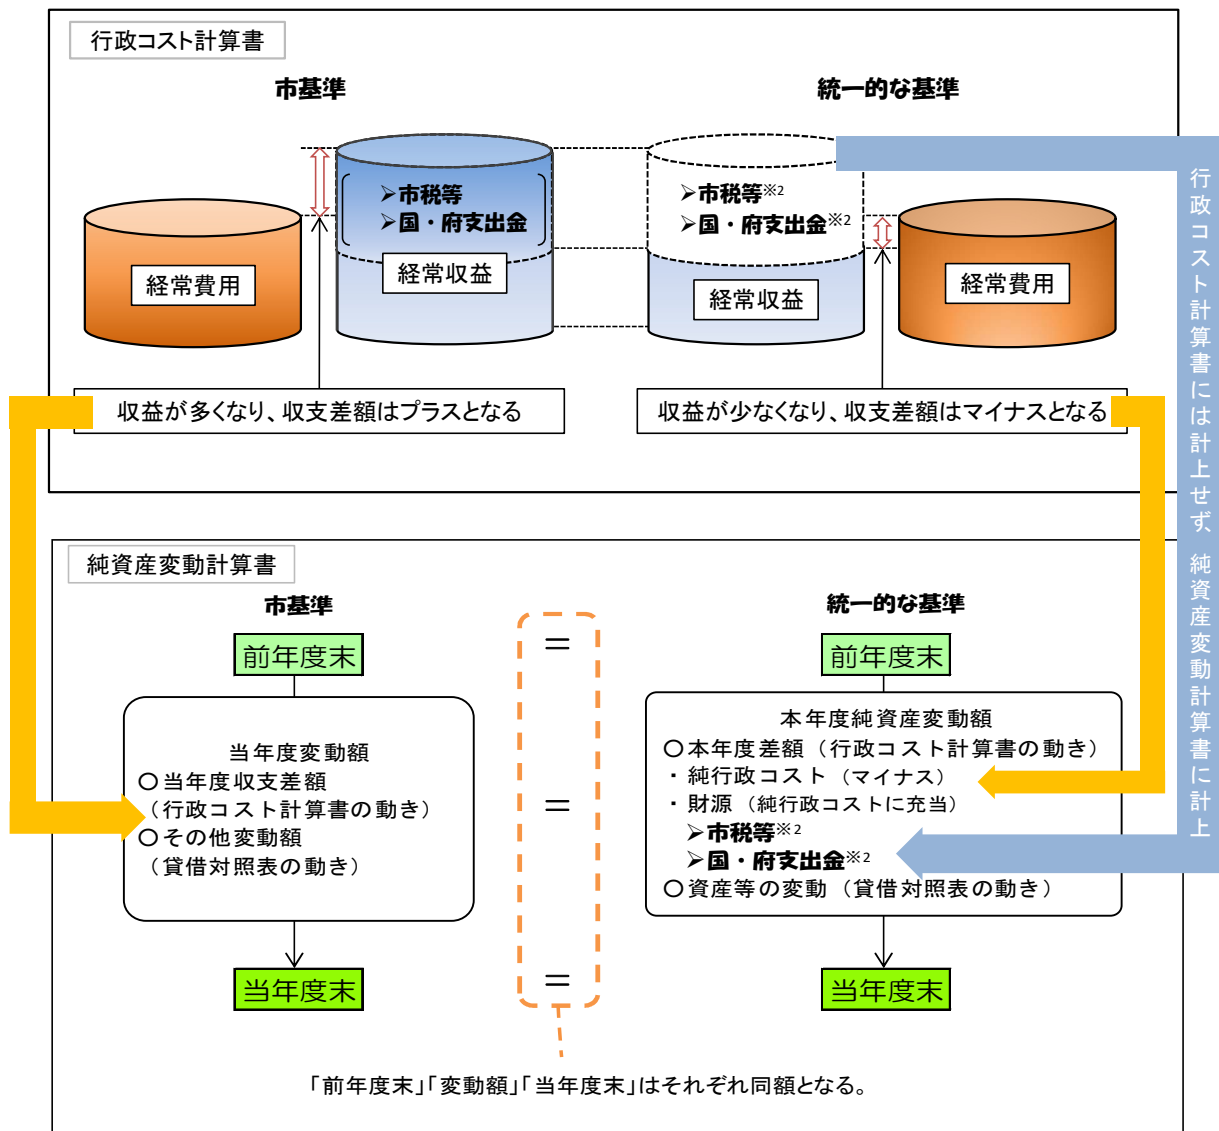 行政コスト計算書
市基準
統一的な基準
➢市税等
➢国・府支出金
経常収益
経常費用
➢市税等※2
➢国・府支出金※2
経常収益
経常費用
収益が多くなり、収支差額はプラスとなる
収益が少なくなり、収支差額はマイナスとなる
行政コスト計算書には計上せず、純資産変動計算書に計上
純資産変動計算書
市基準
統一的な基準
前年度末
＝
前年度末
当年度変動額
〇当年度収支差額
（行政コスト計算書の動き）
〇その他変動額
（貸借対照表の動き）
＝
本年度純資産変動額
〇本年度差額（行政コスト計算書の動き）
・純行政コスト（マイナス）
・財源（純行政コストに充当）
➢市税等※2
➢国・府支出金※2
〇資産等の変動（貸借対照表の動き）
当年度末
＝
当年度末
「前年度末」「変動額」「当年度末」はそれぞれ同額となる。